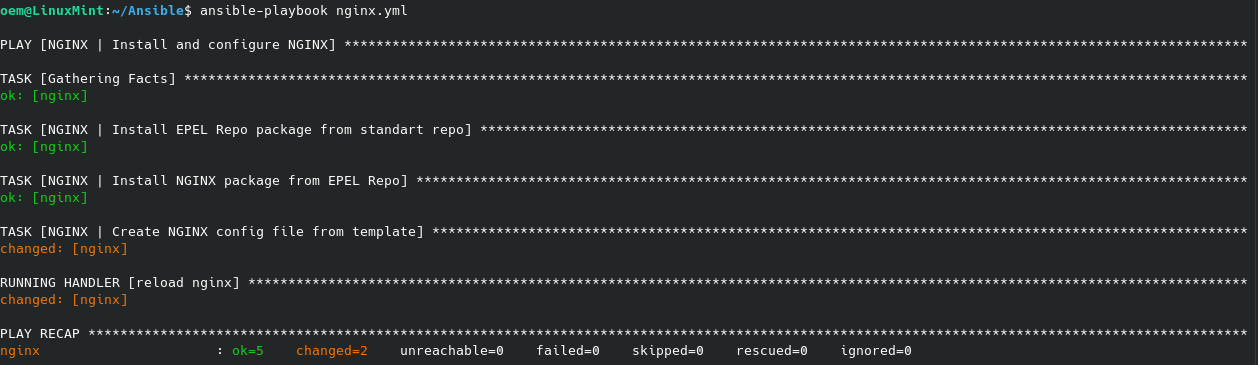 oem@LinuxMint:~/Ansible$ ansible-playbook nginx.yml
PLAY [NGINX | Install and configure NGINX] *****************************************************************************************************************
TASK [Gathering Facts] *************************************************************************************************************************************
ok: [nginx]
TASK [NGINX | Install EPEL Repo package from standart repo] ************************************************************************************************
ok: [nginx]
TASK [NGINX | Install NGINX package from EPEL Repo] ********************************************************************************************************
ok: [nginx]
TASK [NGINX | Create NGINX config file from template] ******************************************************************************************************
changed: [nginx]
RUNNING HANDLER [reload nginx] *****************************************************************************************************************************
changed: [nginx]
PLAY RECAP *************************************************************************************************************************************************
nginx                      : ok=5    changed=2    unreachable=0    failed=0    skipped=0    rescued=0    ignored=0